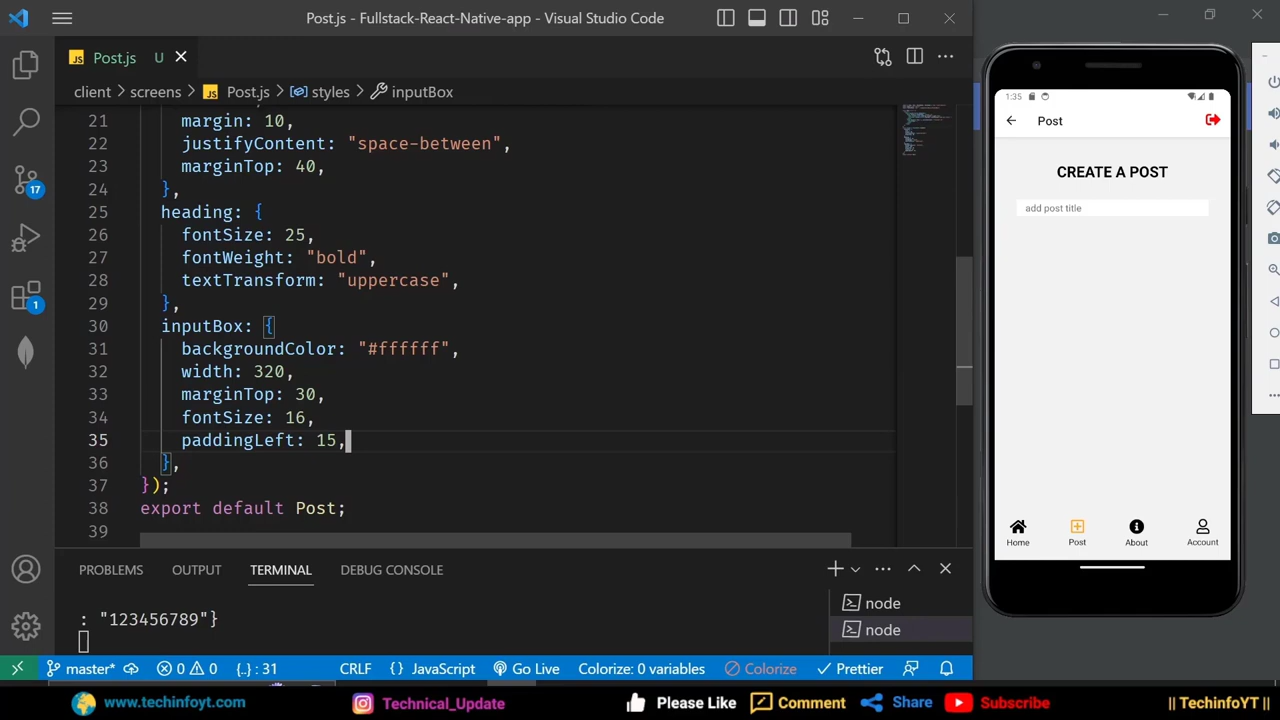 Post.js - Fullstack-React-Native-app - Visual Studio Code
JS Post.js U
client > screens > JS Post.js > styles > inputBox
21 margin: 10,
22 justifyContent: "space-between",
23 marginTop: 40,
24 },
25 heading: {
26 fontSize: 25,
27 fontWeight: "bold",
28 textTransform: "uppercase",
29 },
30 inputBox: {
31 backgroundColor: "#ffffff",
32 width: 320,
33 marginTop: 30,
34 fontSize: 16,
35 paddingLeft: 15,
36 },
37 });
38 export default Post;
39
17
1
PROBLEMS OUTPUT TERMINAL DEBUG CONSOLE
: "123456789"}
node
node
master* 0 0 {..} : 31 CRLF {} JavaScript Go Live Colorize: 0 variables Colorize Prettier
1:35
Post
CREATE A POST
add post title
Home Post About Account
www.techinfoyt.com Technical_Update Please Like Comment Share Subscribe || TechinfoYT ||